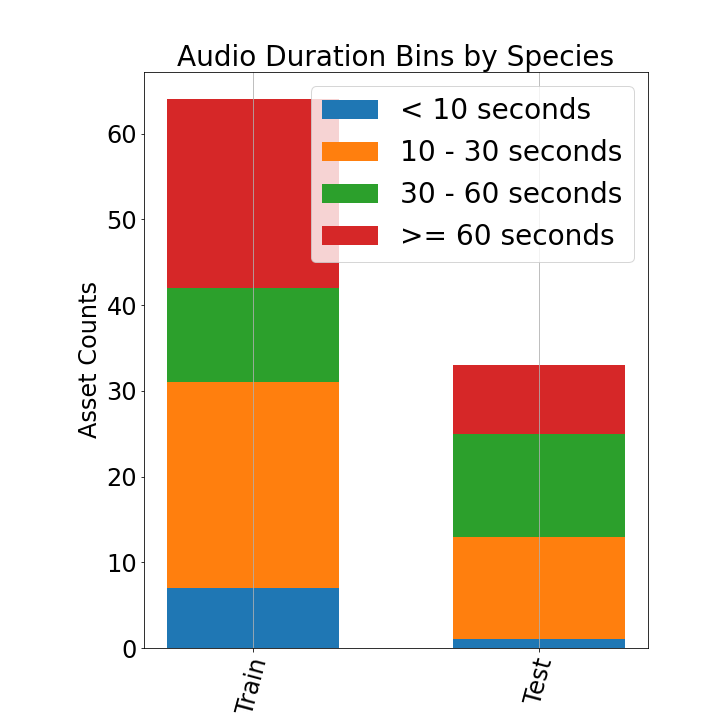 Audio Duration Bins by Species
< 10 seconds
10 - 30 seconds
30 - 60 seconds
>= 60 seconds
Asset Counts
60
50
40
30
20
10
0
Train
Test